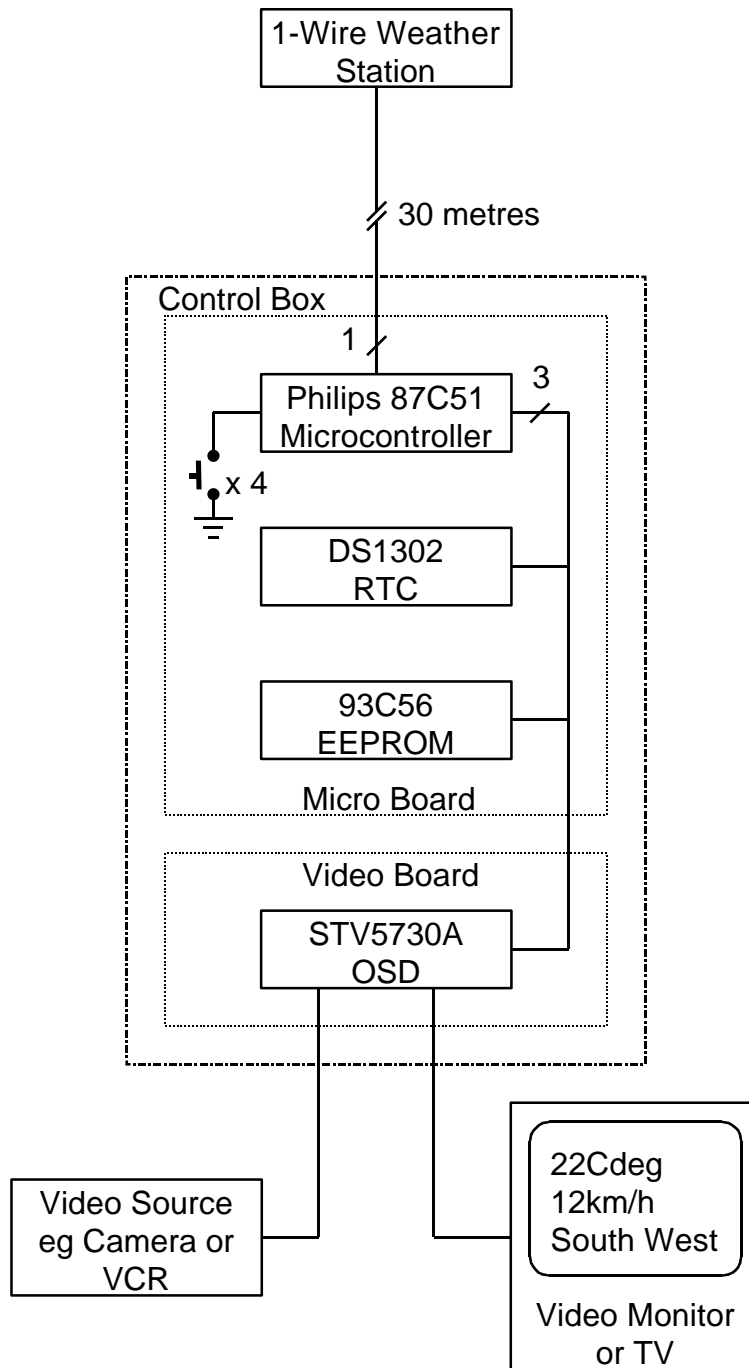 1-Wire Weather
Station
30 metres
Control Box
1
3
Philips 87C51
Microcontroller
x 4
DS1302
RTC
93C56
EEPROM
Micro Board
Video Board
STV5730A
OSD
Video Source
eg Camera or
VCR
22Cdeg
12km/h
South West
Video Monitor
or TV